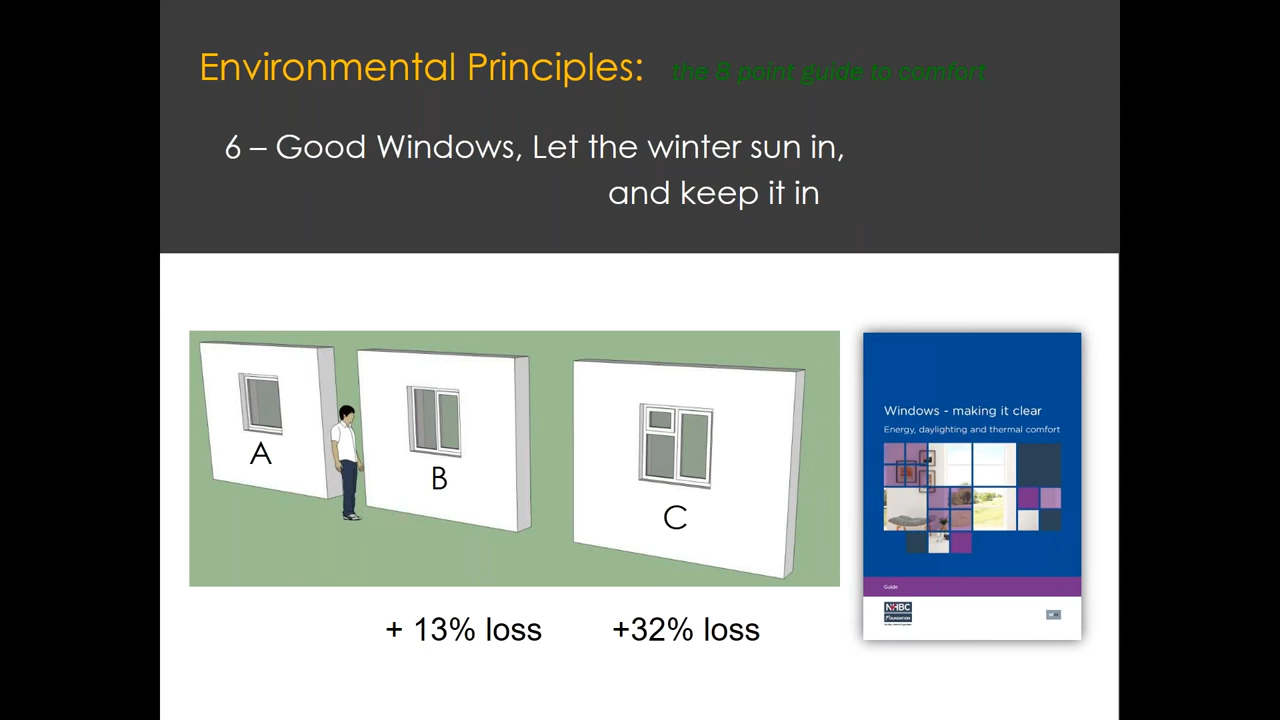 Environmental Principles: the 8 point guide to comfort
6 – Good Windows, Let the winter sun in,
and keep it in
A
B
C
+ 13% loss
+32% loss
Windows - making it clear
Energy, daylighting and thermal comfort
Guide
NHBC
FOUNDATION